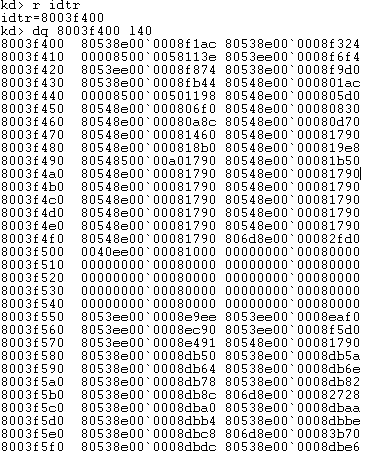 kd> r idtr
idtr=8003f400
kd> dq 8003f400 l40
8003f400 80538e00`0008f1ac 80538e00`0008f324
8003f410 00008500`0058113e 8053ee00`0008f6f4
8003f420 8053ee00`0008f874 80538e00`0008f9d0
8003f430 80538e00`0008fb44 80548e00`000801ac
8003f440 00008500`00501198 80548e00`000805d0
8003f450 80548e00`000806f0 80548e00`00080830
8003f460 80548e00`00080a8c 80548e00`00080d70
8003f470 80548e00`00081460 80548e00`00081790
8003f480 80548e00`000818b0 80548e00`000819e8
8003f490 80548500`00a01790 80548e00`00081b50
8003f4a0 80548e00`00081790 80548e00`00081790
8003f4b0 80548e00`00081790 80548e00`00081790
8003f4c0 80548e00`00081790 80548e00`00081790
8003f4d0 80548e00`00081790 80548e00`00081790
8003f4e0 80548e00`00081790 80548e00`00081790
8003f4f0 80548e00`00081790 806d8e00`00082fd0
8003f500 0040ee00`00081000 00000000`00080000
8003f510 00000000`00080000 00000000`00080000
8003f520 00000000`00080000 00000000`00080000
8003f530 00000000`00080000 00000000`00080000
8003f540 00000000`00080000 00000000`00080000
8003f550 8053ee00`0008e9ee 8053ee00`0008eaf0
8003f560 8053ee00`0008ec90 8053ee00`0008f5d0
8003f570 8053ee00`0008e491 80548e00`00081790
8003f580 80538e00`0008db50 80538e00`0008db5a
8003f590 80538e00`0008db64 80538e00`0008db6e
8003f5a0 80538e00`0008db78 80538e00`0008db82
8003f5b0 80538e00`0008db8c 806d8e00`00082728
8003f5c0 80538e00`0008dba0 80538e00`0008dbaa
8003f5d0 80538e00`0008dbb4 80538e00`0008dbbe
8003f5e0 80538e00`0008dbc8 806d8e00`00083b70
8003f5f0 80538e00`0008dbdc 80538e00`0008dbe6